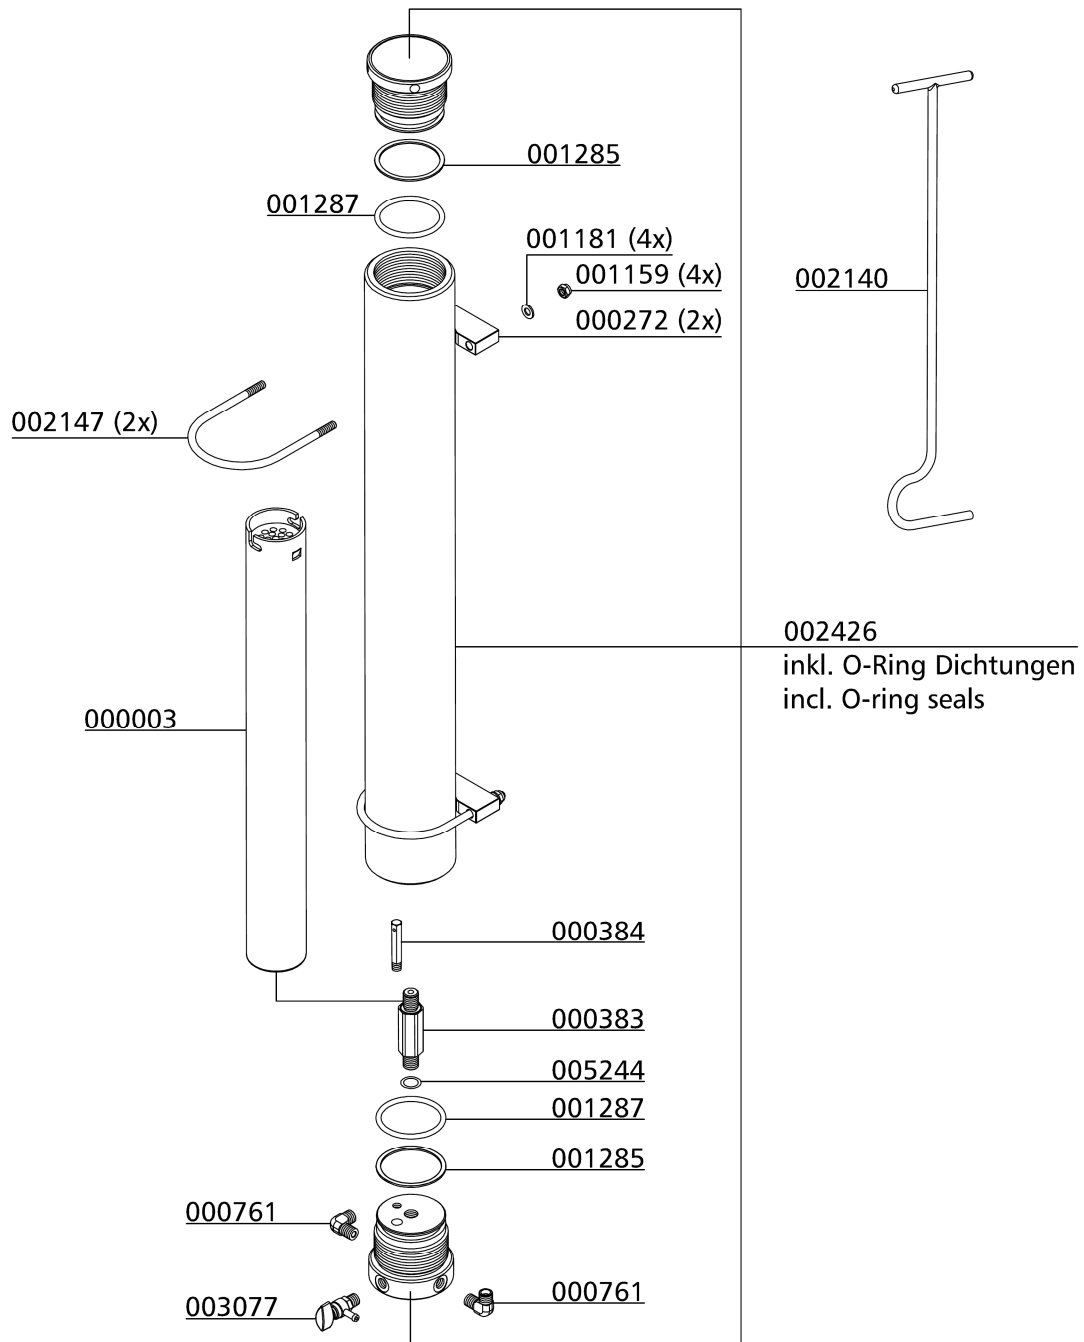 001285
001287
001181 (4x)
001159 (4x)
002140
000272 (2x)
002147 (2x)
002426
inkl. O-Ring Dichtungen
incl. O-ring seals
000003
000384
000383
005244
001287
001285
000761
000761
003077